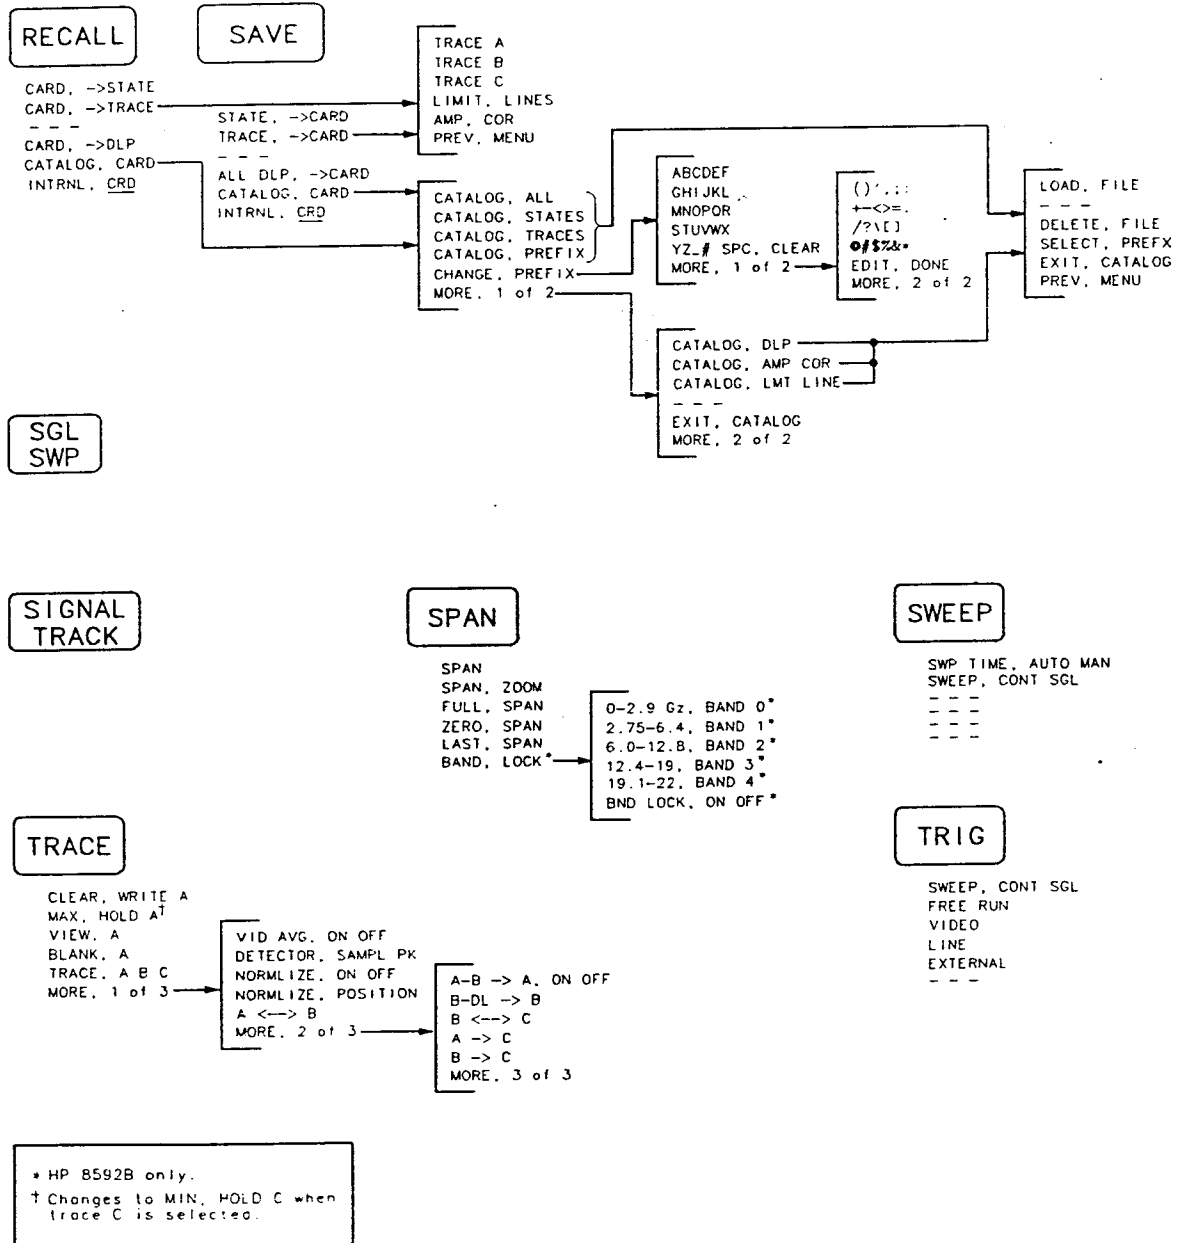 RECALL
CARD, ->STATE
CARD, ->TRACE
- - -
CARD, ->DLP
CATALOG, CARD
INTRNL, CRD
SAVE
STATE, ->CARD
TRACE, ->CARD
- - -
ALL DLP, ->CARD
CATALOG, CARD
INTRNL, CRD
TRACE A
TRACE B
TRACE C
LIMIT, LINES
AMP, COR
PREV, MENU
CATALOG, ALL
CATALOG, STATES
CATALOG, TRACES
CATALOG, PREFIX
CHANGE, PREFIX
MORE, 1 of 2
ABCDEF
GHIJKL
MNOPQR
STUVWX
YZ_# SPC, CLEAR
MORE, 1 of 2
()',;:
+-<>=.
/?\[]
@#$%&*
EDIT, DONE
MORE, 2 of 2
LOAD, FILE
- - -
DELETE, FILE
SELECT, PREFX
EXIT, CATALOG
PREV, MENU
CATALOG, DLP
CATALOG, AMP COR
CATALOG, LMT LINE
- - -
EXIT, CATALOG
MORE, 2 of 2
SGL
SWP
SIGNAL
TRACK
SPAN
SPAN
SPAN, ZOOM
FULL, SPAN
ZERO, SPAN
LAST, SPAN
BAND, LOCK*
0-2.9 Gz, BAND 0*
2.75-6.4, BAND 1*
6.0-12.8, BAND 2*
12.4-19, BAND 3*
19.1-22, BAND 4*
BND LOCK, ON OFF*
SWEEP
SWP TIME, AUTO MAN
SWEEP, CONT SGL
- - -
- - -
- - -
- - -
TRACE
CLEAR, WRITE A
MAX, HOLD A†
VIEW, A
BLANK, A
TRACE, A B C
MORE, 1 of 3
VID AVG, ON OFF
DETECTOR, SAMPL PK
NORMLIZE, ON OFF
NORMLIZE, POSITION
A <--> B
MORE, 2 of 3
A-B -> A, ON OFF
B-DL -> B
B <--> C
A -> C
B -> C
MORE, 3 of 3
TRIG
SWEEP, CONT SGL
FREE RUN
VIDEO
LINE
EXTERNAL
- - -
* HP 8592B only.
† Changes to MIN, HOLD C when
trace C is selected.